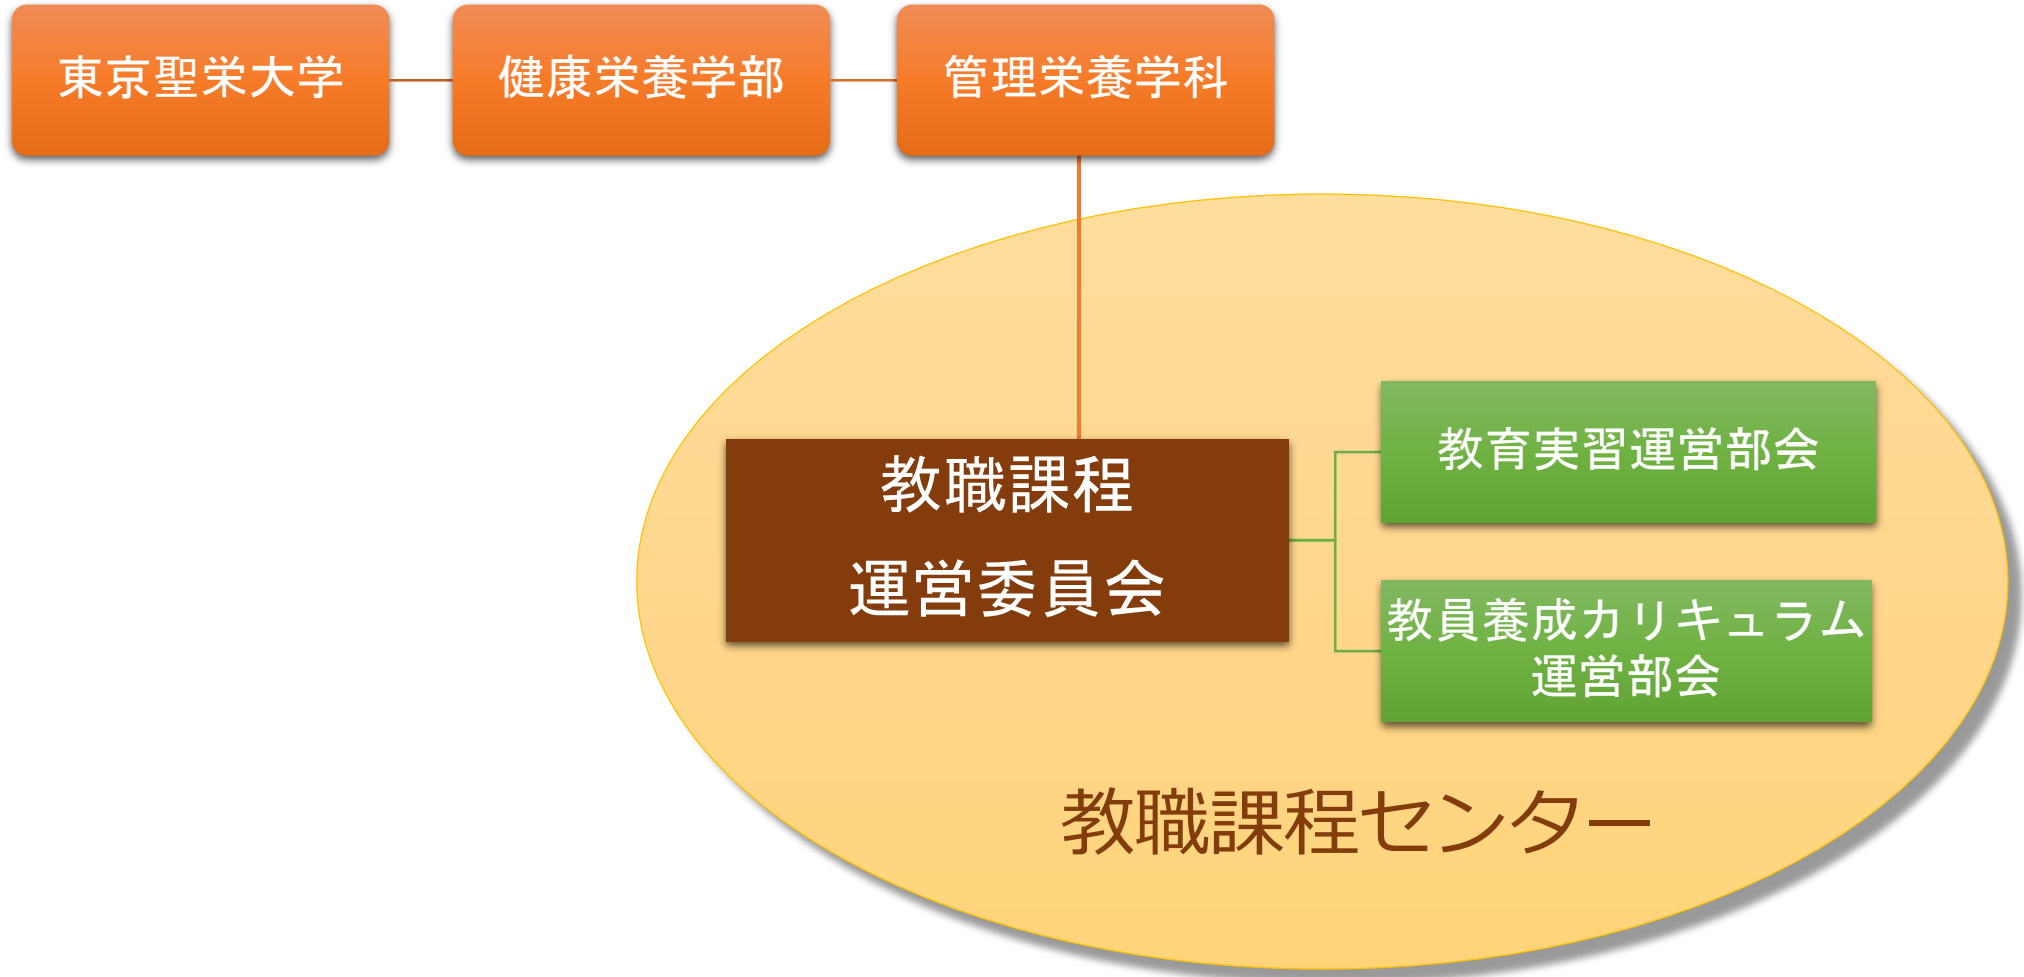 東京聖栄大学
健康栄養学部
管理栄養学科
教職課程
運営委員会
教育実習運営部会
教員養成カリキュラム
運営部会
教職課程センター